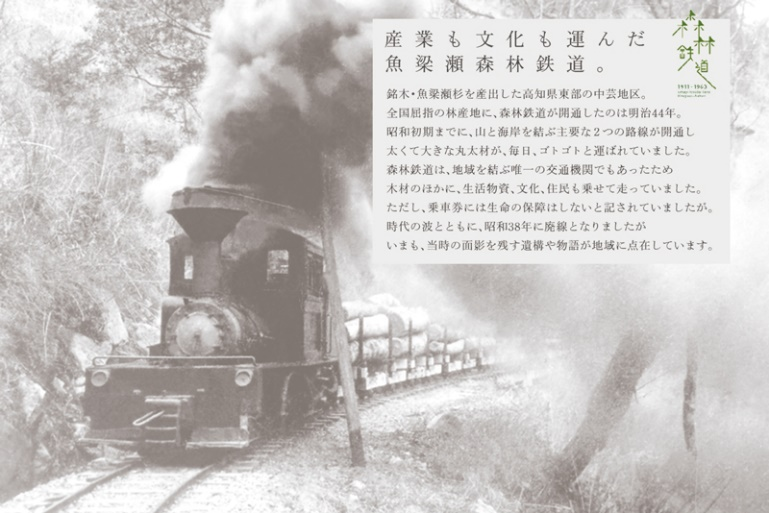 産業も文化も運んだ
魚梁瀬森林鉄道。
森林鉄道
1911-1963
銘木・魚梁瀬杉を産出した高知県東部の中芸地区。
全国屈指の林産地に、森林鉄道が開通したのは明治44年。
昭和初期までに、山と海岸を結ぶ主要な２つの路線が開通し
太くて大きな丸太材が、毎日、ゴトゴトと運ばれていました。
森林鉄道は、地域を結ぶ唯一の交通機関でもあったため
木材のほかに、生活物資、文化、住民も乗せて走っていました。
ただし、乗車券には生命の保障はしないと記されていましたが。
時代の波とともに、昭和38年に廃線となりましたが
いまも、当時の面影を残す遺構や物語が地域に点在しています。